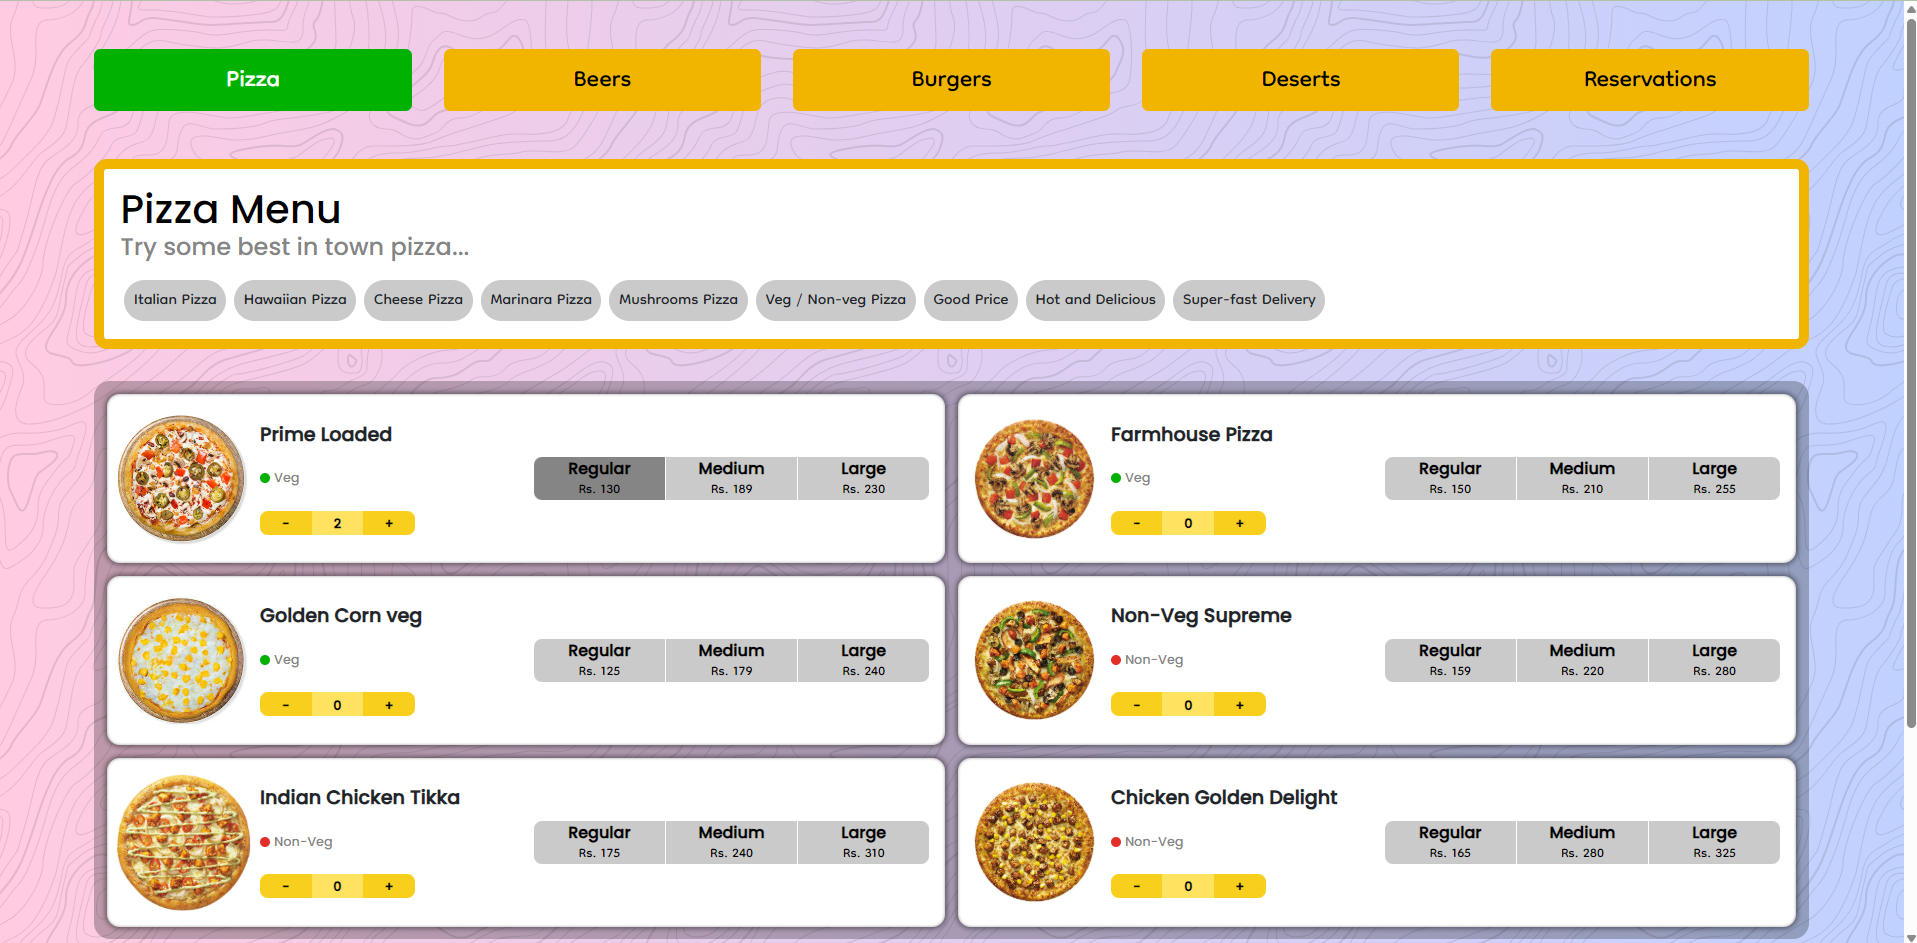 Pizza
Beers
Burgers
Deserts
Reservations
Pizza Menu
Try some best in town pizza...
Italian Pizza
Hawaiian Pizza
Cheese Pizza
Marinara Pizza
Mushrooms Pizza
Veg / Non-veg Pizza
Good Price
Hot and Delicious
Super-fast Delivery
Prime Loaded
Veg
- 2 +
Regular Medium Large
Rs. 130 Rs. 189 Rs. 230
Farmhouse Pizza
Veg
- 0 +
Regular Medium Large
Rs. 150 Rs. 210 Rs. 255
Golden Corn veg
Veg
- 0 +
Regular Medium Large
Rs. 125 Rs. 179 Rs. 240
Non-Veg Supreme
Non-Veg
- 0 +
Regular Medium Large
Rs. 159 Rs. 220 Rs. 280
Indian Chicken Tikka
Non-Veg
- 0 +
Regular Medium Large
Rs. 175 Rs. 240 Rs. 310
Chicken Golden Delight
Non-Veg
- 0 +
Regular Medium Large
Rs. 165 Rs. 280 Rs. 325